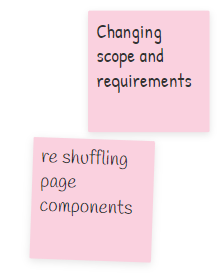 Changing
scope and
requirements
re shuffling
page
components